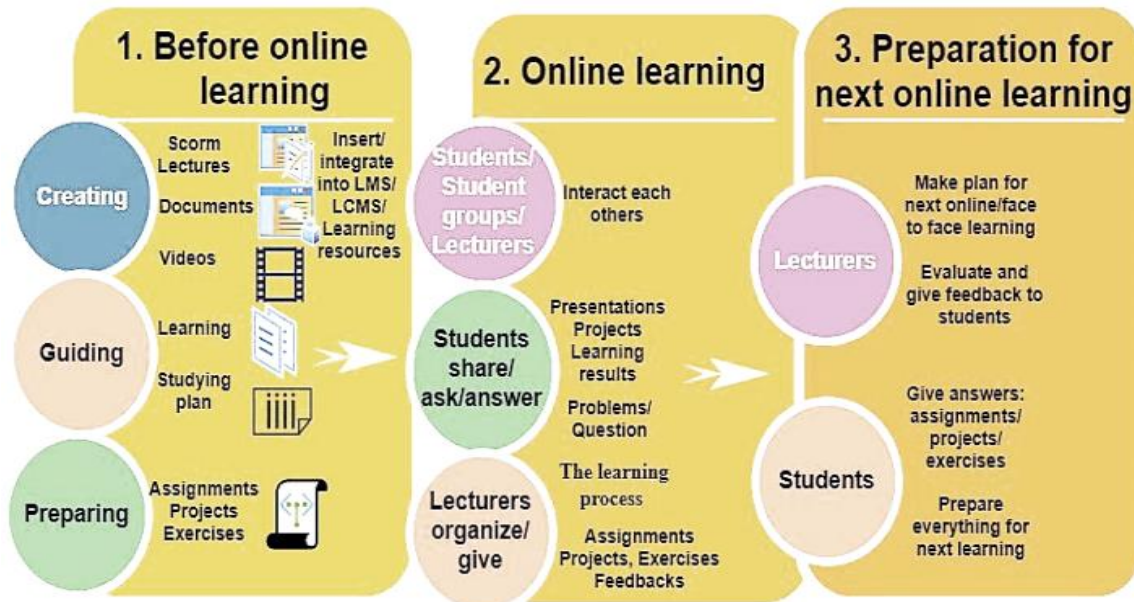 1. Before online
learning
Creating
Scorm
Lectures
Documents
Videos
Insert/
integrate
into LMS/
LCMS/
Learning
resources
Guiding
Learning
Studying
plan
Preparing
Assignments
Projects
Exercises
2. Online learning
Students/
Student
groups/
Lecturers
Interact each
others
Students
share/
ask/answer
Presentations
Projects
Learning
results
Problems/
Question
Lecturers
organize/
give
The learning
process
Assignments
Projects, Exercises
Feedbacks
3. Preparation for
next online learning
Lecturers
Make plan for
next online/face
to face learning
Evaluate and
give feedback to
students
Students
Give answers:
assignments/
projects/
exercises
Prepare
everything for
next learning